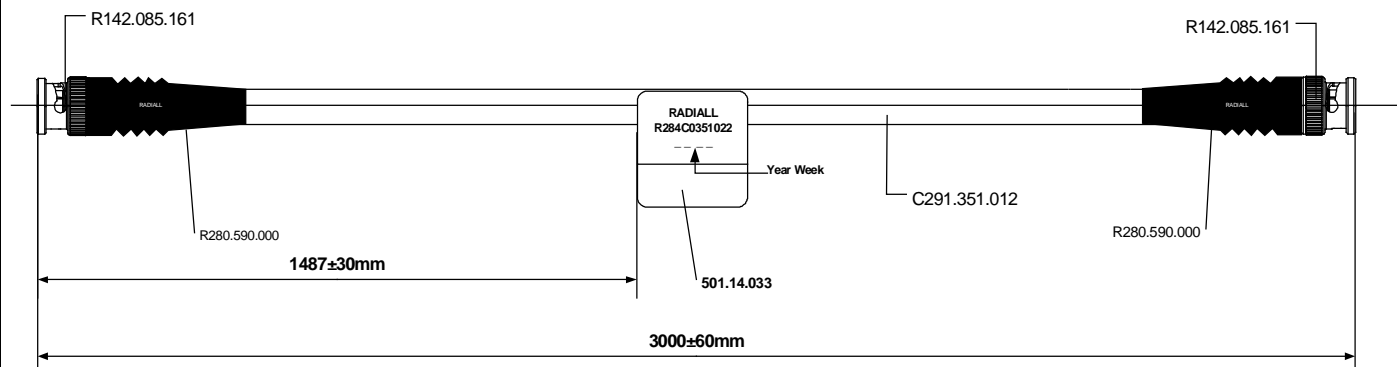 R142.085.161
R142.085.161
RADIALL
RADIALL
RADIALL
R284C0351022
Year Week
C291.351.012
R280.590.000
R280.590.000
1487±30mm
501.14.033
3000±60mm